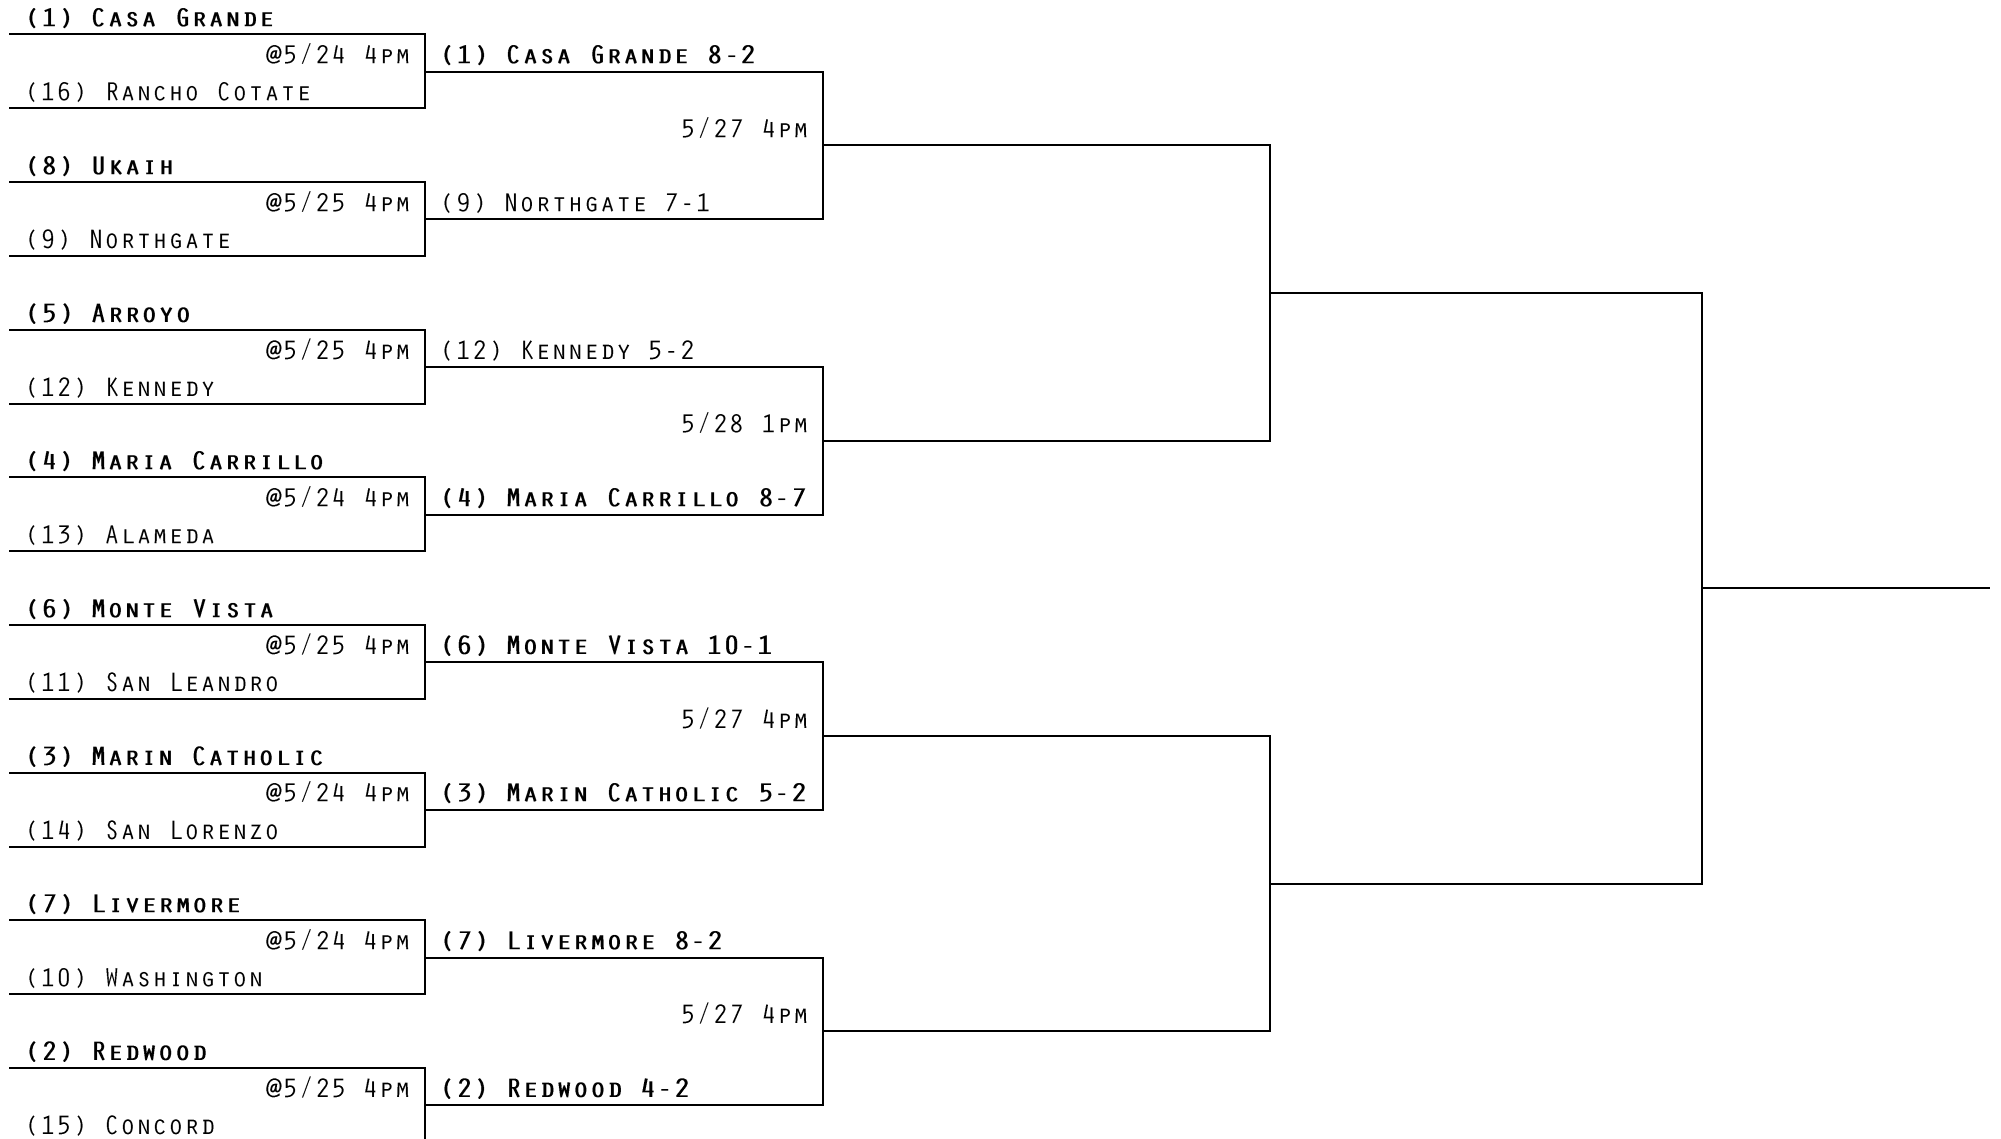 (1) CASA GRANDE
@5/24 4PM
(1) CASA GRANDE 8-2
(16) RANCHO COTATE
5/27 4PM
(8) UKAIH
@5/25 4PM
(9) NORTHGATE 7-1
(9) NORTHGATE
(5) ARROYO
@5/25 4PM
(12) KENNEDY 5-2
(12) KENNEDY
5/28 1PM
(4) MARIA CARRILLO
@5/24 4PM
(4) MARIA CARRILLO 8-7
(13) ALAMEDA
(6) MONTE VISTA
@5/25 4PM
(6) MONTE VISTA 10-1
(11) SAN LEANDRO
5/27 4PM
(3) MARIN CATHOLIC
@5/24 4PM
(3) MARIN CATHOLIC 5-2
(14) SAN LORENZO
(7) LIVERMORE
@5/24 4PM
(7) LIVERMORE 8-2
(10) WASHINGTON
5/27 4PM
(2) REDWOOD
@5/25 4PM
(2) REDWOOD 4-2
(15) CONCORD